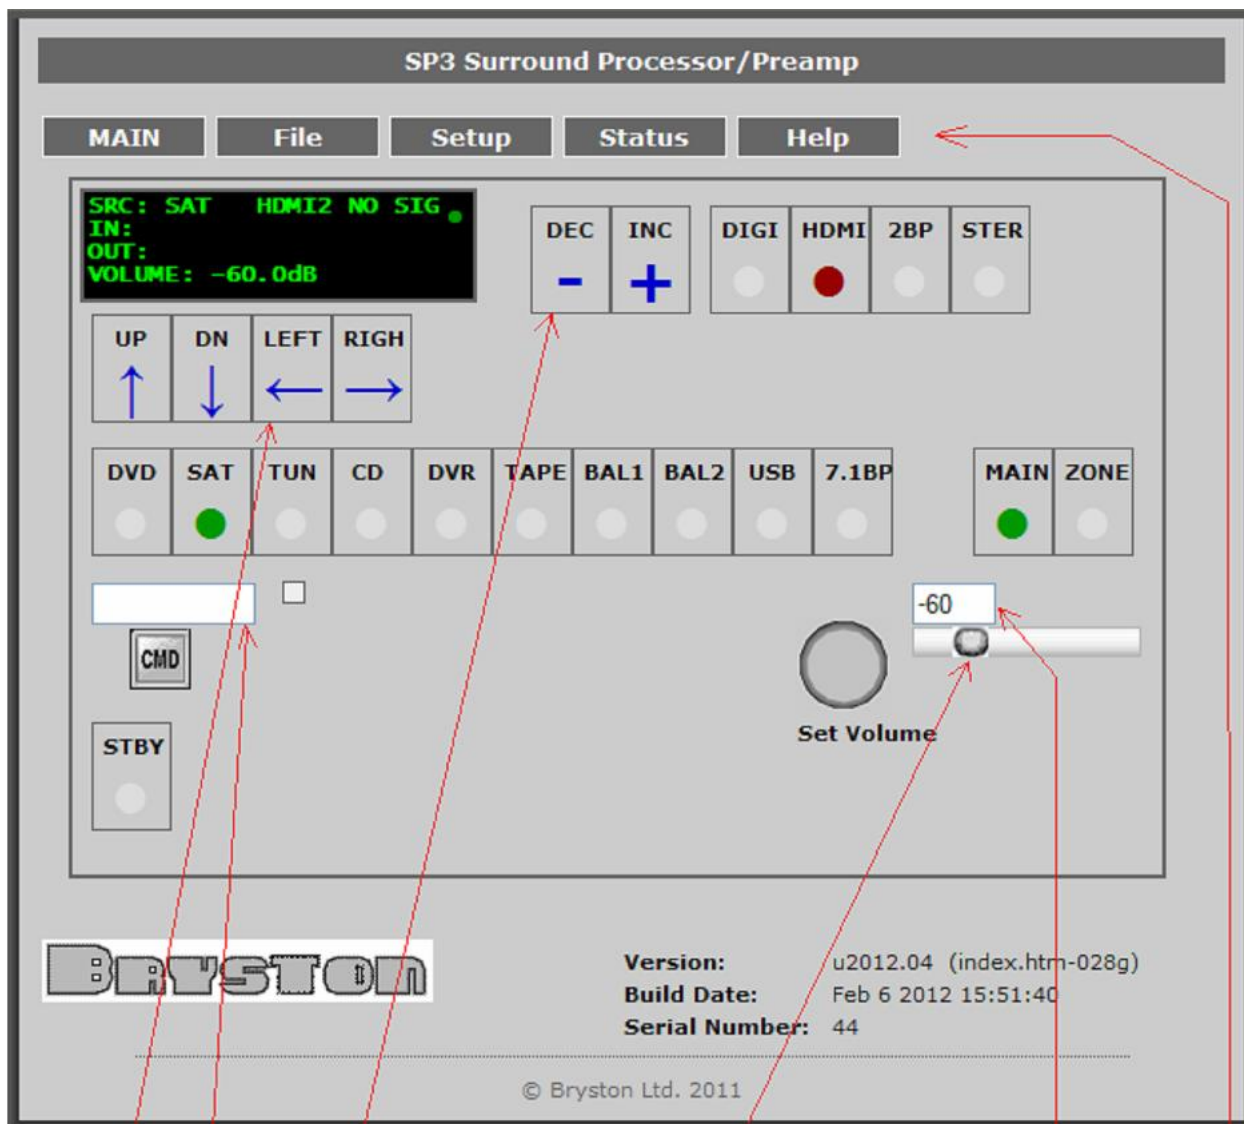 SP3 Surround Processor/Preamp
MAIN File Setup Status Help
SRC: SAT HDMI2 NO SIG
IN:
OUT:
VOLUME: -60.0dB
DEC INC DIGI HDMI 2BP STER
- +
UP DN LEFT RIGH
DVD SAT TUN CD DVR TAPE BAL1 BAL2 USB 7.1BP MAIN ZONE
-60
CMD
Set Volume
STBY
BRYSTON
Version: u2012.04 (index.htm-028g)
Build Date: Feb 6 2012 15:51:40
Serial Number: 44
© Bryston Ltd. 2011